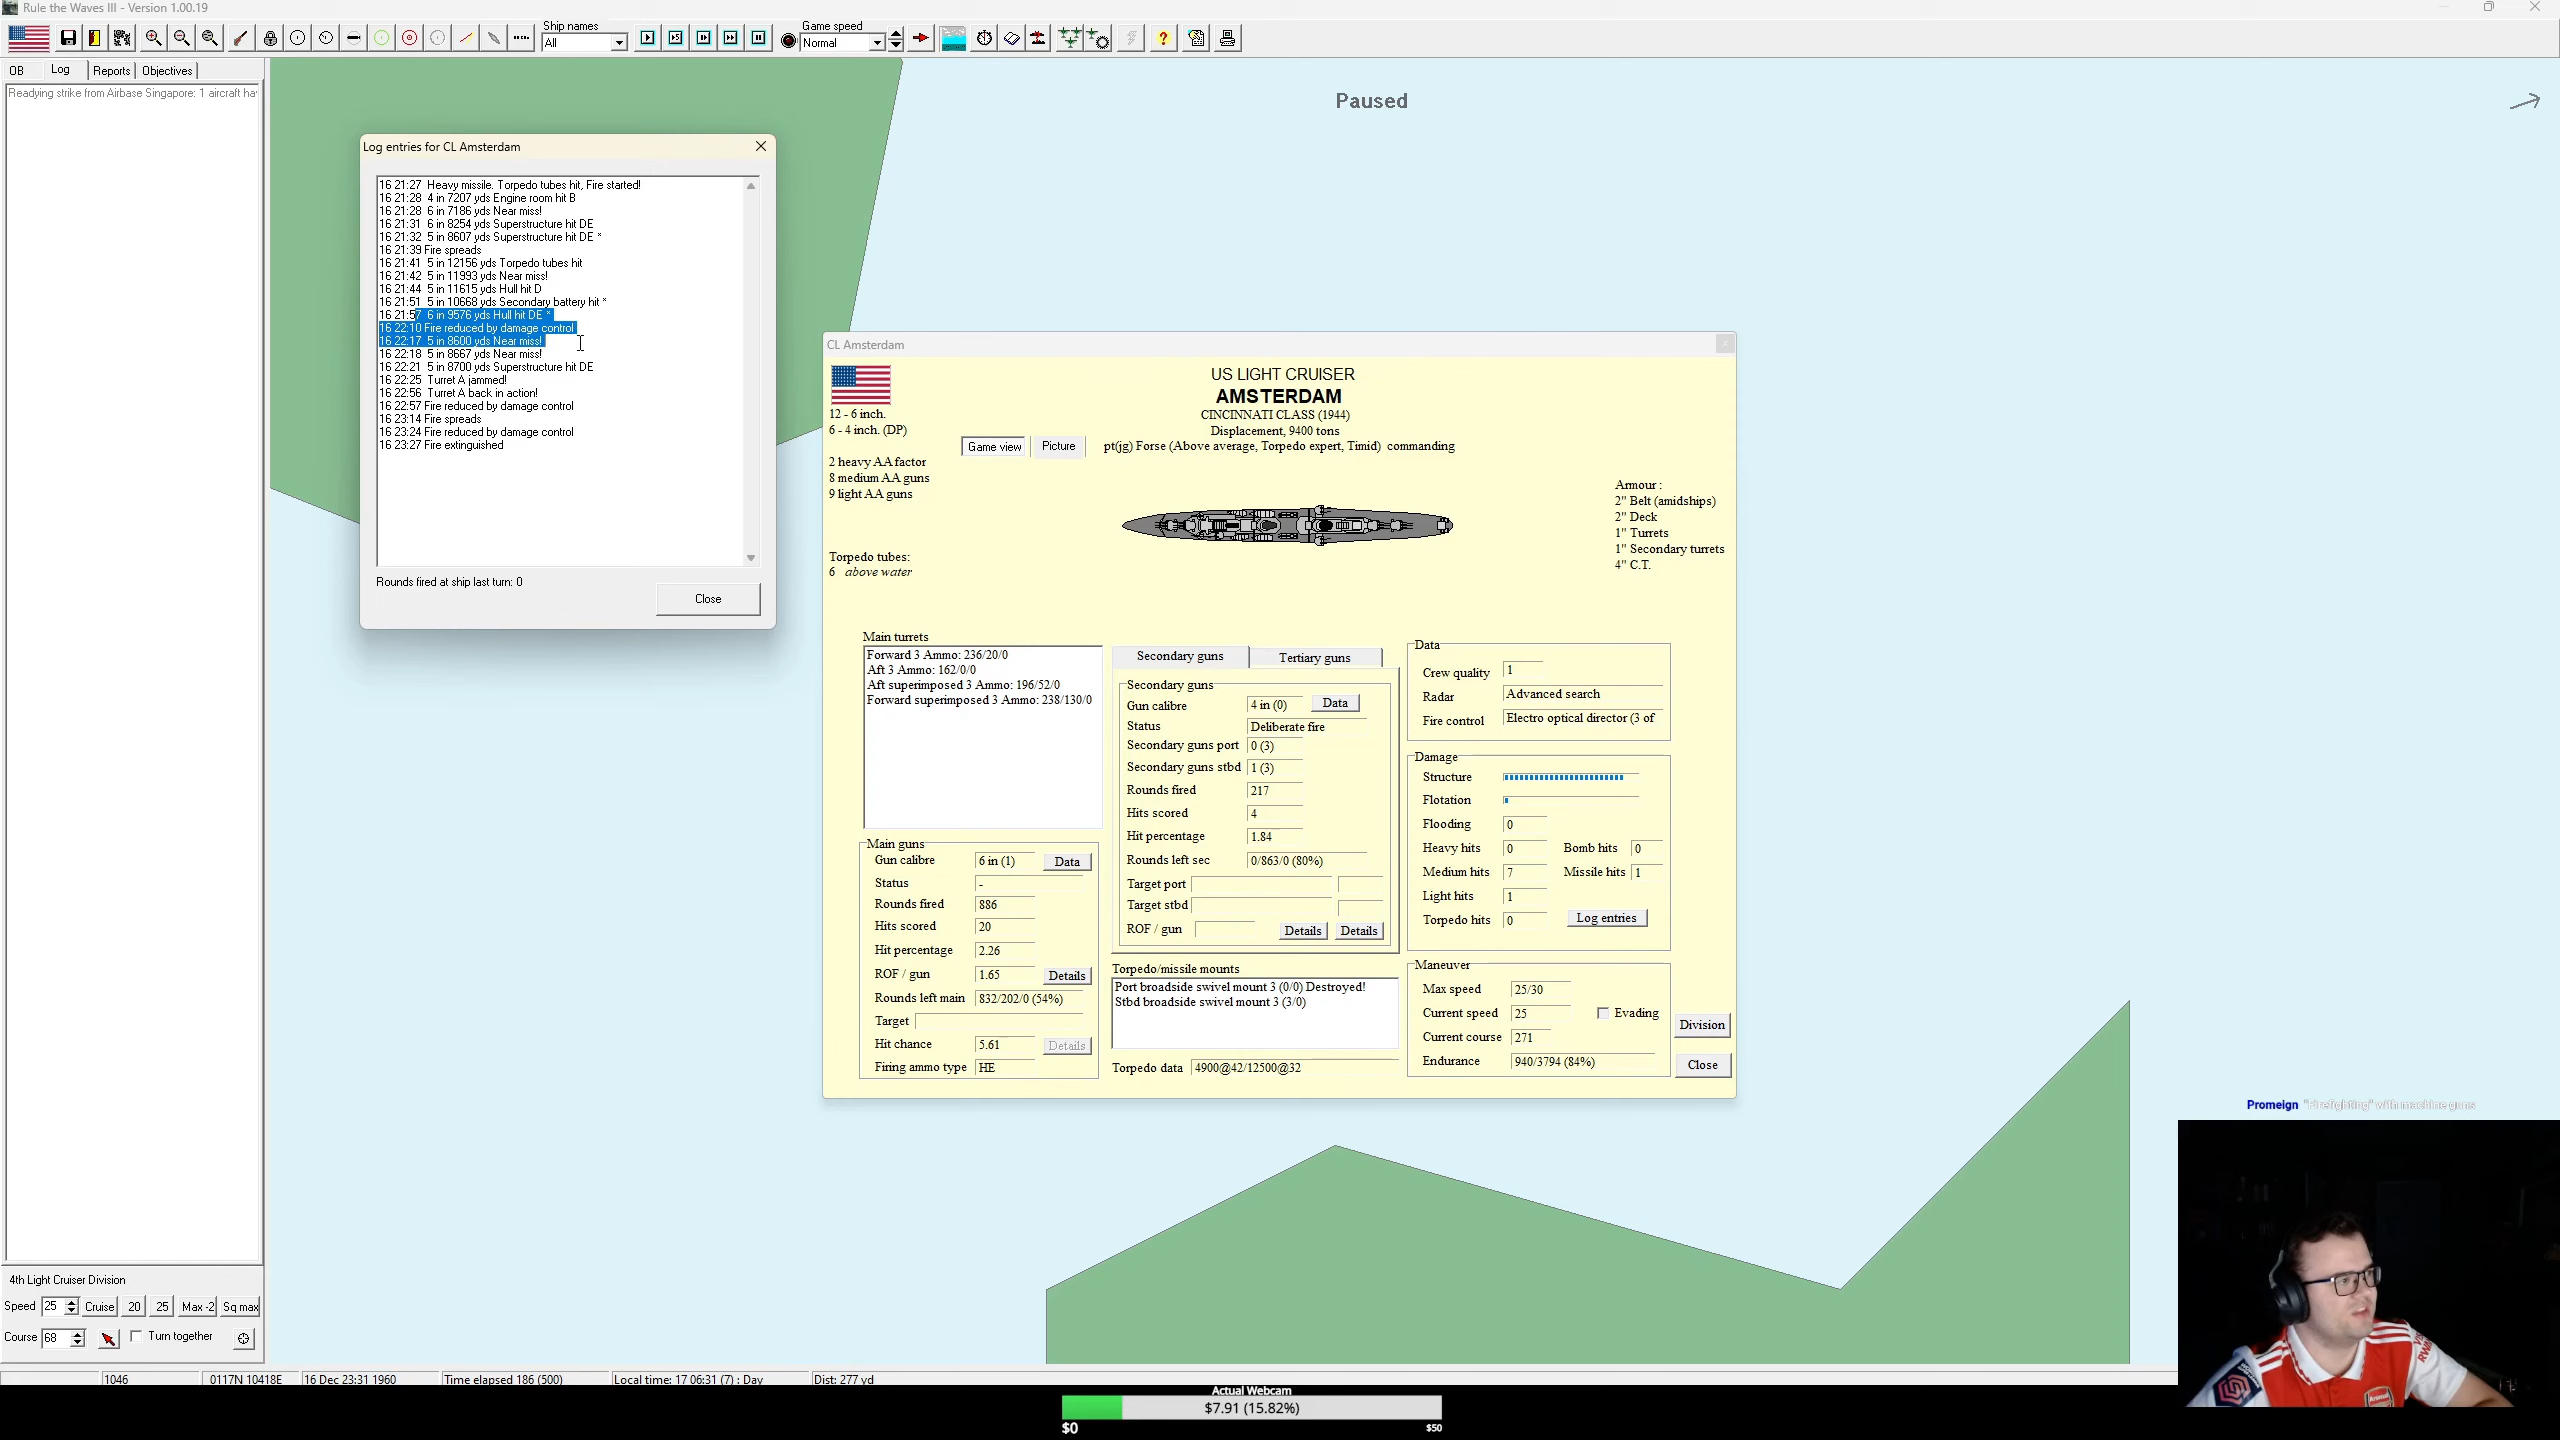 Rule the Waves III - Version 1.00.19
Ship names
All
Game speed
Normal
OB
Log
Reports
Objectives
Readying strike from Airbase Singapore: 1 aircraft ha
Paused
Log entries for CL Amsterdam
16 21:27 Heavy missile. Torpedo tubes hit, Fire started!
16 21:28 4 in 7207 yds Engine room hit B
16 21:28 6 in 7186 yds Near miss!
16 21:31 6 in 8254 yds Superstructure hit DE
16 21:32 5 in 8607 yds Superstructure hit DE *
16 21:39 Fire spreads
16 21:41 5 in 12156 yds Torpedo tubes hit
16 21:42 5 in 11993 yds Near miss!
16 21:44 5 in 11615 yds Hull hit D
16 21:51 5 in 10668 yds Secondary battery hit *
16 21:57 6 in 9576 yds Hull hit DE *
16 22:10 Fire reduced by damage control
16 22:17 5 in 8600 yds Near miss!
16 22:18 5 in 8667 yds Near miss!
16 22:21 5 in 8700 yds Superstructure hit DE
16 22:25 Turret A jammed!
16 22:56 Turret A back in action!
16 22:57 Fire reduced by damage control
16 23:14 Fire spreads
16 23:24 Fire reduced by damage control
16 23:27 Fire extinguished
Rounds fired at ship last turn: 0
Close
CL Amsterdam
US LIGHT CRUISER
AMSTERDAM
CINCINNATI CLASS (1944)
Displacement, 9400 tons
pt(jg) Forse (Above average, Torpedo expert, Timid) commanding
12 - 6 inch.
6 - 4 inch. (DP)
Game view
Picture
2 heavy AA factor
8 medium AA guns
9 light AA guns
Torpedo tubes:
6 above water
Armour :
2" Belt (amidships)
2" Deck
1" Turrets
1" Secondary turrets
4" C.T.
Main turrets
Forward 3 Ammo: 236/20/0
Aft 3 Ammo: 162/0/0
Aft superimposed 3 Ammo: 196/52/0
Forward superimposed 3 Ammo: 238/130/0
Main guns
Gun calibre 6 in (1) Data
Status -
Rounds fired 886
Hits scored 20
Hit percentage 2.26
ROF / gun 1.65 Details
Rounds left main 832/202/0 (54%)
Target
Hit chance 5.61 Details
Firing ammo type HE
Secondary guns
Tertiary guns
Secondary guns
Gun calibre 4 in (0) Data
Status Deliberate fire
Secondary guns port 0 (3)
Secondary guns stbd 1 (3)
Rounds fired 217
Hits scored 4
Hit percentage 1.84
Rounds left sec 0/863/0 (80%)
Target port
Target stbd
ROF / gun Details Details
Torpedo/missile mounts
Port broadside swivel mount 3 (0/0) Destroyed!
Stbd broadside swivel mount 3 (3/0)
Torpedo data 4900@42/12500@32
Data
Crew quality 1
Radar Advanced search
Fire control Electro optical director (3 of
Damage
Structure
Flotation
Flooding 0
Heavy hits 0 Bomb hits 0
Medium hits 7 Missile hits 1
Light hits 1
Torpedo hits 0 Log entries
Maneuver
Max speed 25/30
Current speed 25 Evading
Current course 271
Endurance 940/3794 (84%)
Division
Close
Promeign "Firefighting" with machine guns
4th Light Cruiser Division
Speed 25 Cruise 20 25 Max -2 Sq max
Course 68 Turn together
1046
0117N 10418E
16 Dec 23:31 1960
Time elapsed 186 (500)
Local time: 17 06:31 (7) : Day
Dist: 277 yd
Actual Webcam
$7.91 (15.82%)
$0
$50